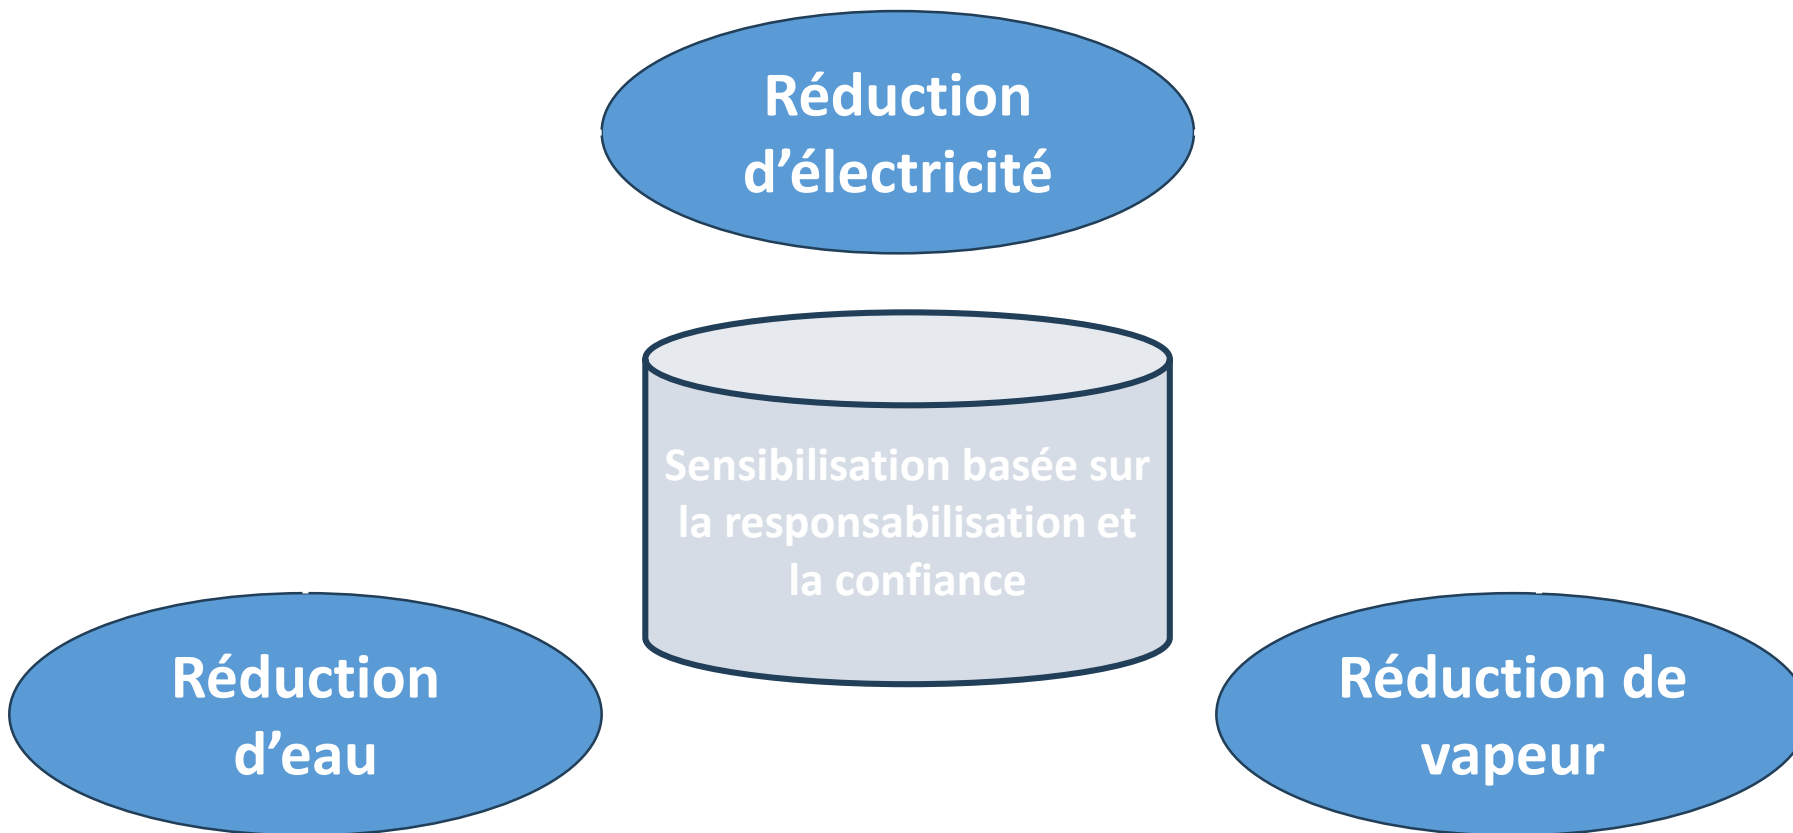 Réduction
d’électricité
Sensibilisation basée sur
la responsabilisation et
la confiance
Réduction
d’eau
Réduction de
vapeur